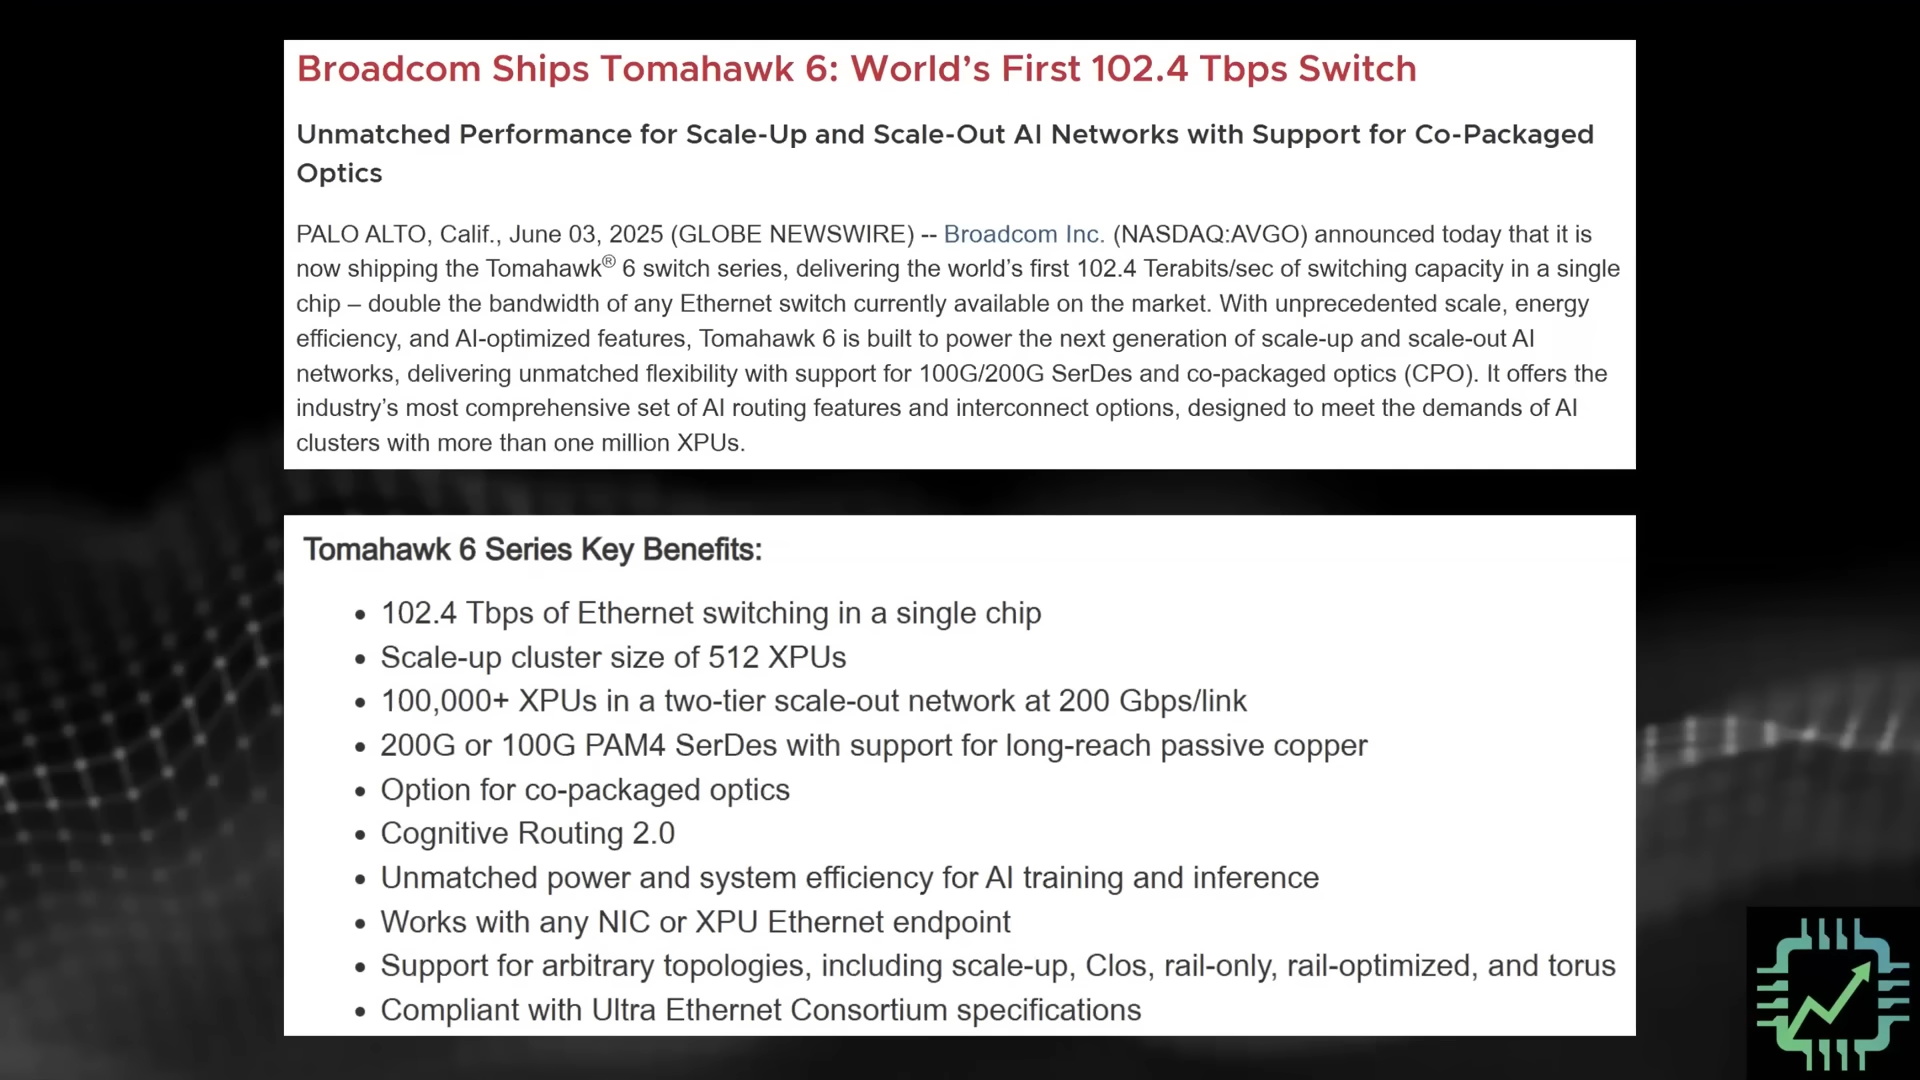 Broadcom Ships Tomahawk 6: World's First 102.4 Tbps Switch
Unmatched Performance for Scale-Up and Scale-Out AI Networks with Support for Co-Packaged
Optics
PALO ALTO, Calif., June 03, 2025 (GLOBE NEWSWIRE) -- Broadcom Inc. (NASDAQ:AVGO) announced today that it is
now shipping the Tomahawk® 6 switch series, delivering the world's first 102.4 Terabits/sec of switching capacity in a single
chip – double the bandwidth of any Ethernet switch currently available on the market. With unprecedented scale, energy
efficiency, and AI-optimized features, Tomahawk 6 is built to power the next generation of scale-up and scale-out AI
networks, delivering unmatched flexibility with support for 100G/200G SerDes and co-packaged optics (CPO). It offers the
industry's most comprehensive set of AI routing features and interconnect options, designed to meet the demands of AI
clusters with more than one million XPUs.
Tomahawk 6 Series Key Benefits:
• 102.4 Tbps of Ethernet switching in a single chip
• Scale-up cluster size of 512 XPUs
• 100,000+ XPUs in a two-tier scale-out network at 200 Gbps/link
• 200G or 100G PAM4 SerDes with support for long-reach passive copper
• Option for co-packaged optics
• Cognitive Routing 2.0
• Unmatched power and system efficiency for AI training and inference
• Works with any NIC or XPU Ethernet endpoint
• Support for arbitrary topologies, including scale-up, Clos, rail-only, rail-optimized, and torus
• Compliant with Ultra Ethernet Consortium specifications